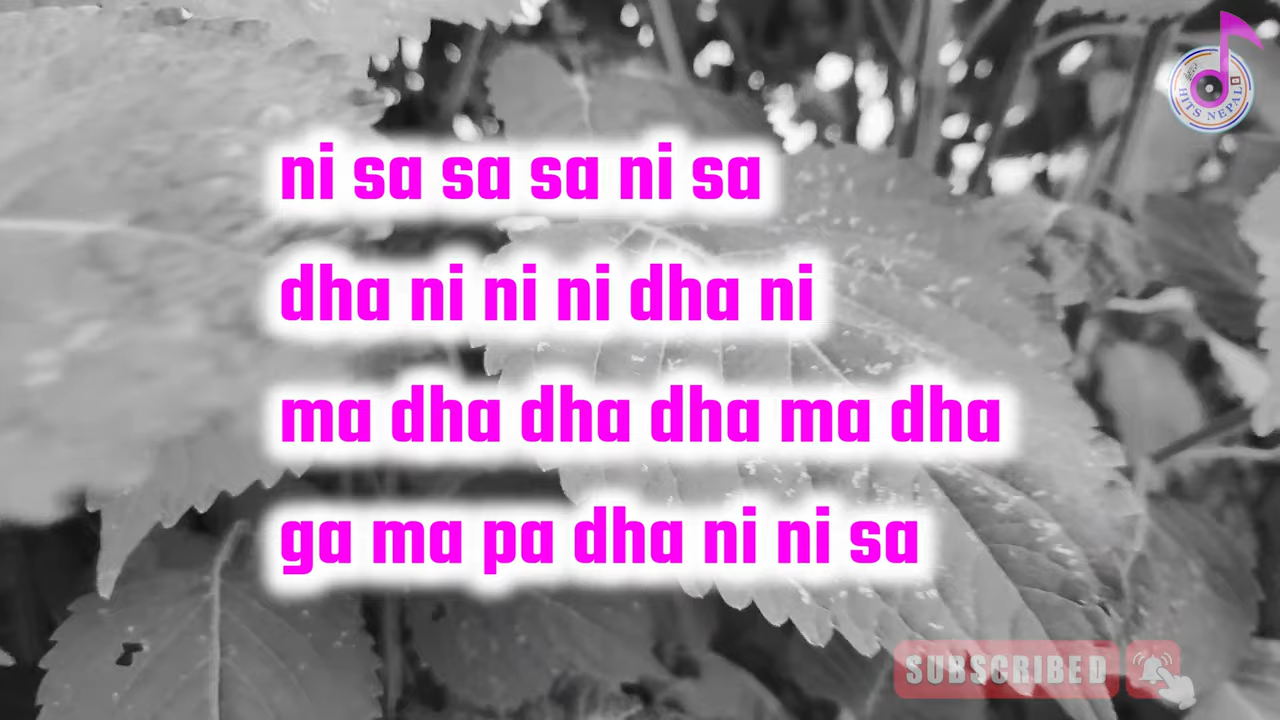 HITS NEPAL
ni sa sa sa ni sa
dha ni ni ni dha ni
ma dha dha dha ma dha
ga ma pa dha ni ni sa
SUBSCRIBED